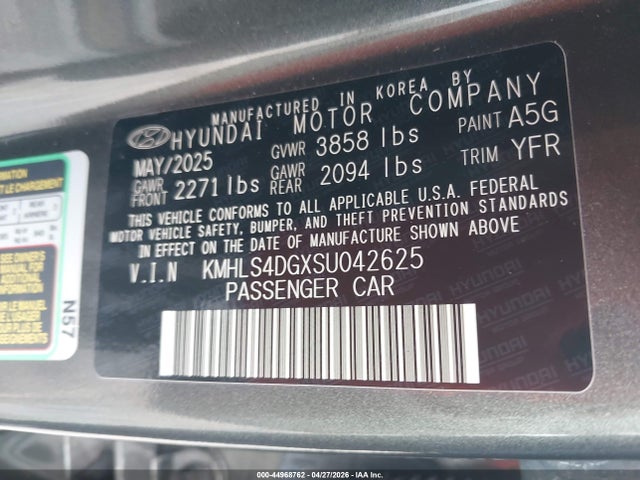 MANUFACTURED IN KOREA BY
HYUNDAI MOTOR COMPANY
MAY/2025 GVWR 3858 lbs PAINT A5G
GAWR FRONT 2271 lbs GAWR REAR 2094 lbs TRIM YFR
THIS VEHICLE CONFORMS TO ALL APPLICABLE U.S.A. FEDERAL
MOTOR VEHICLE SAFETY, BUMPER, AND THEFT PREVENTION STANDARDS
IN EFFECT ON THE DATE OF MANUFACTURE SHOWN ABOVE
V.I.N KMHLS4DGXSU042625
PASSENGER CAR
N57
000-44968762 - 04/27/2026 - IAA Inc.